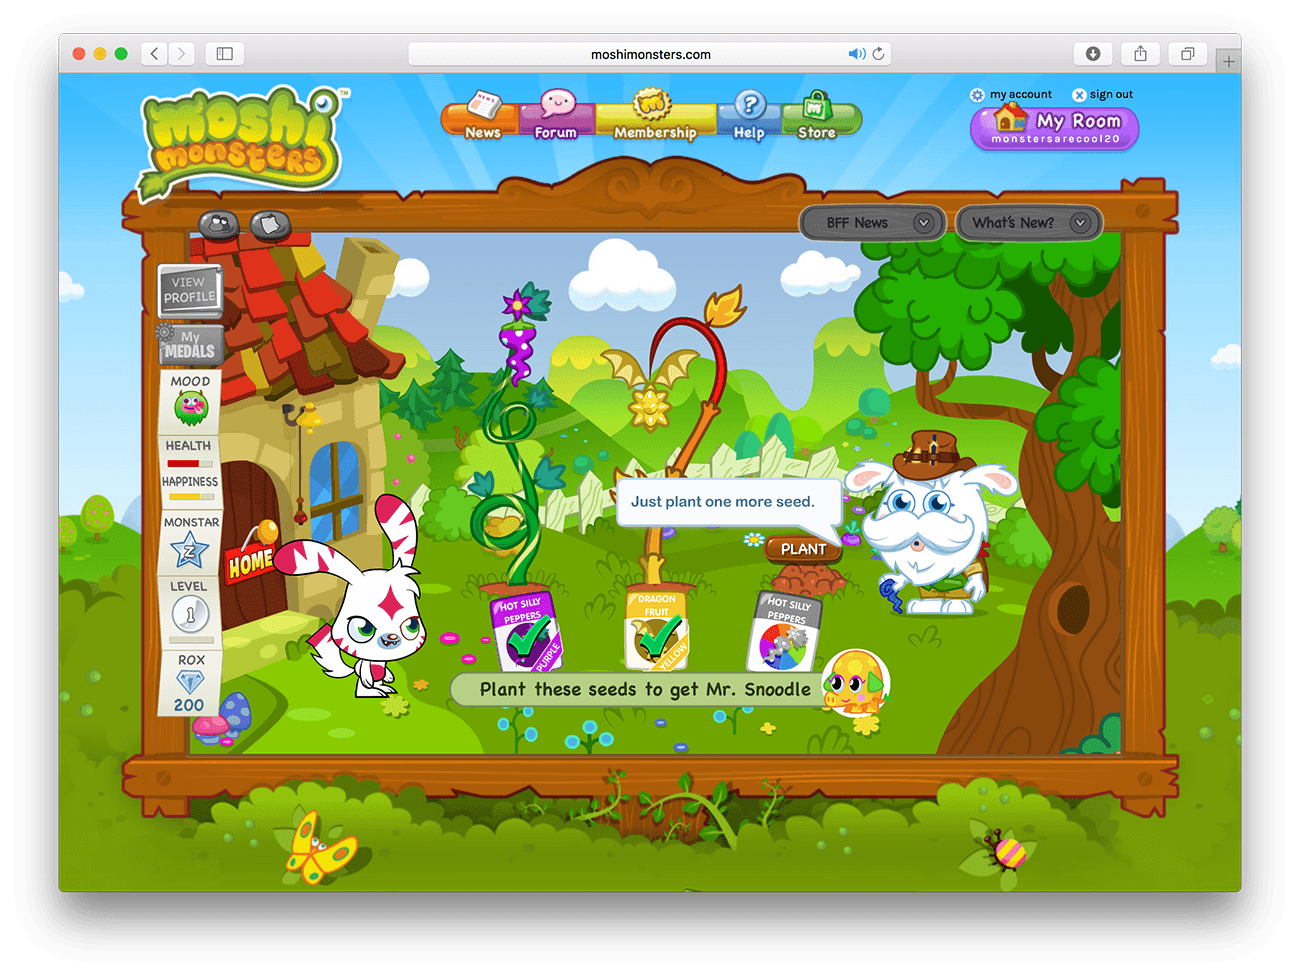 moshimonsters.com
my account
sign out
moshi
monsters
TM
News
Forum
Membership
Help
Store
My Room
monstersarecool20
BFF News
What's New?
VIEW
PROFILE
My
MEDALS
MOOD
HEALTH
HAPPINESS
MONSTAR
Z
LEVEL
1
ROX
200
HOME
Just plant one more seed.
PLANT
HOT SILLY
PEPPERS
PURPLE
DRAGON
FRUIT
YELLOW
HOT SILLY
PEPPERS
Plant these seeds to get Mr. Snoodle